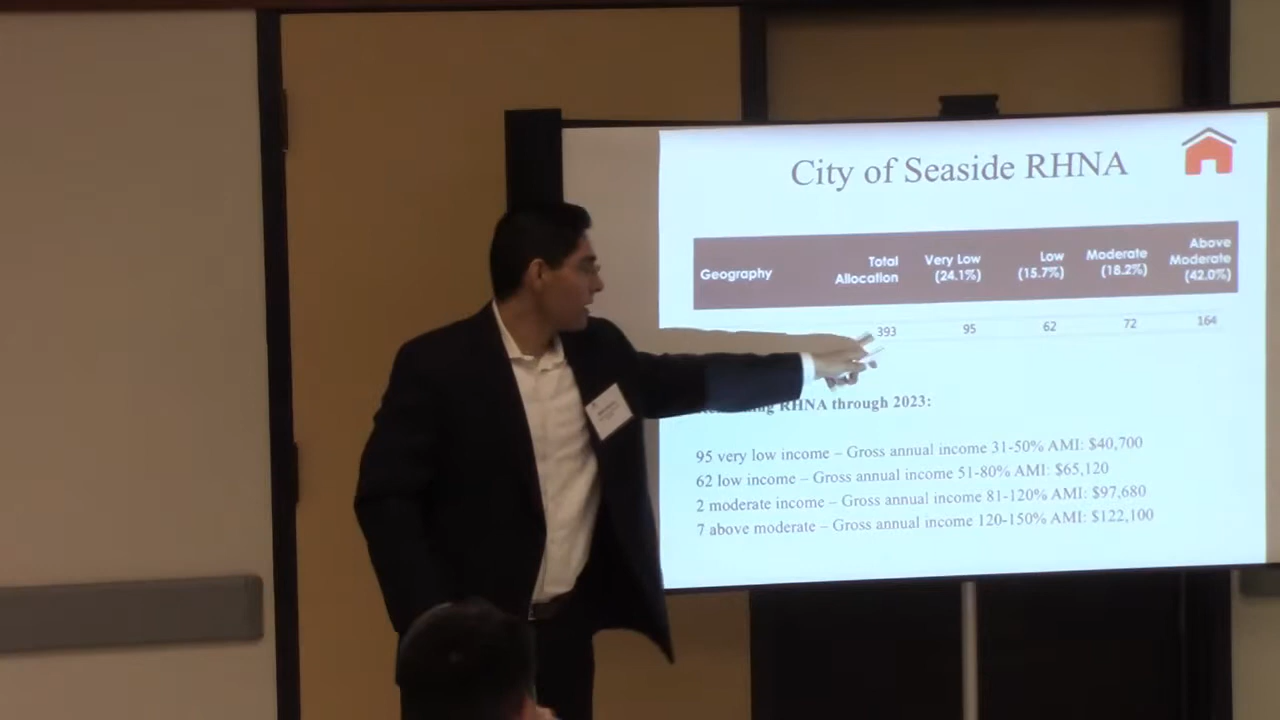 City of Seaside RHNA
Geography Total Allocation Very Low (24.1%) Low (15.7%) Moderate (18.2%) Above Moderate (42.0%)
393 95 62 72 164
RHNA through 2023:
95 very low income – Gross annual income 31-50% AMI: $40,700
62 low income – Gross annual income 51-80% AMI: $65,120
2 moderate income – Gross annual income 81-120% AMI: $97,680
7 above moderate – Gross annual income 120-150% AMI: $122,100